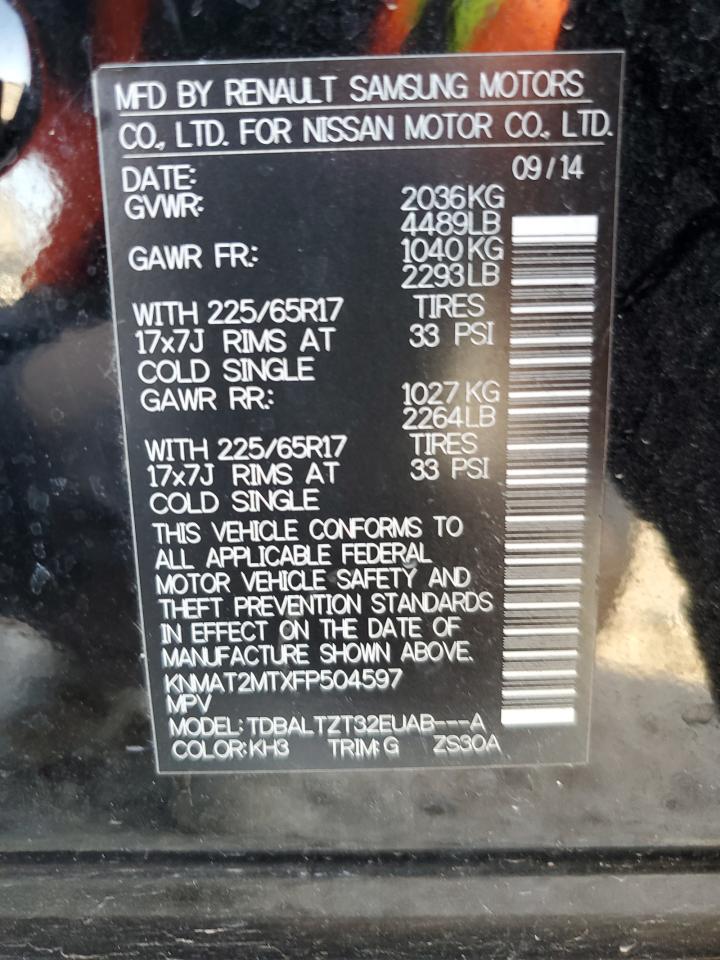 MFD BY RENAULT SAMSUNG MOTORS
CO., LTD. FOR NISSAN MOTOR CO., LTD.
DATE: 09/14
GVWR: 2036KG
4489LB
GAWR FR: 1040KG
2293LB
WITH 225/65R17 TIRES
17x7J RIMS AT 33 PSI
COLD SINGLE
GAWR RR: 1027KG
2264LB
WITH 225/65R17 TIRES
17x7J RIMS AT 33 PSI
COLD SINGLE
THIS VEHICLE CONFORMS TO
ALL APPLICABLE FEDERAL
MOTOR VEHICLE SAFETY AND
THEFT PREVENTION STANDARDS
IN EFFECT ON THE DATE OF
MANUFACTURE SHOWN ABOVE.
KNMAT2MTXFP504597
MPV
MODEL: TDBALTZT32EUAB---A
COLOR: KH3 TRIM: G ZS30A